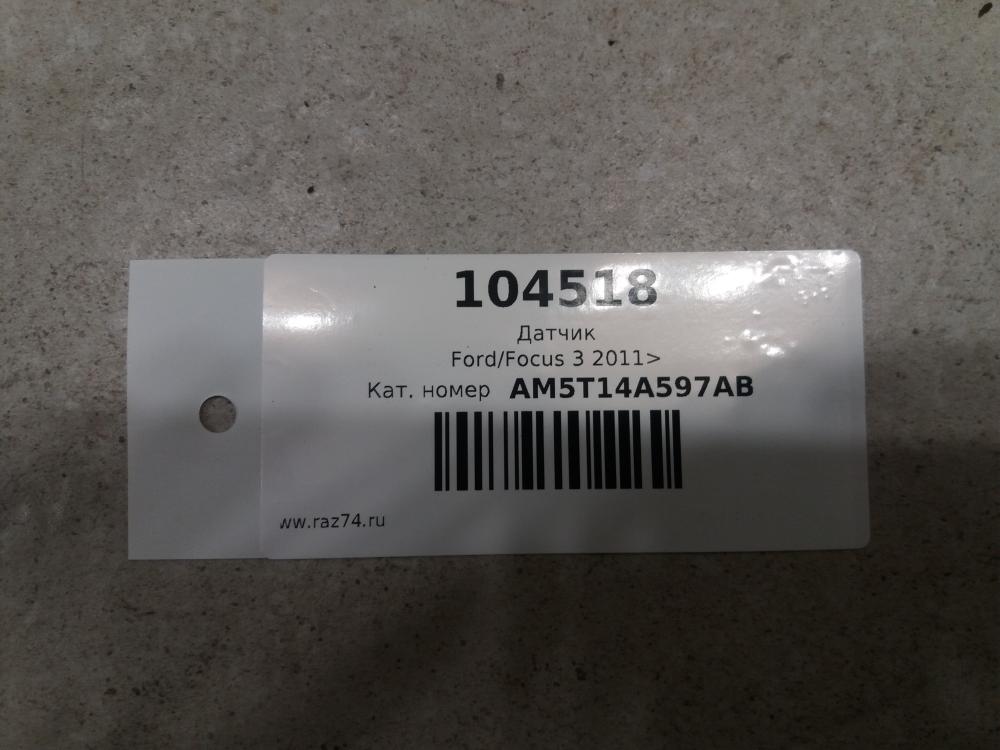 104518
Датчик
Ford/Focus 3 2011>
Кат. номер AM5T14A597AB
ww.raz74.ru